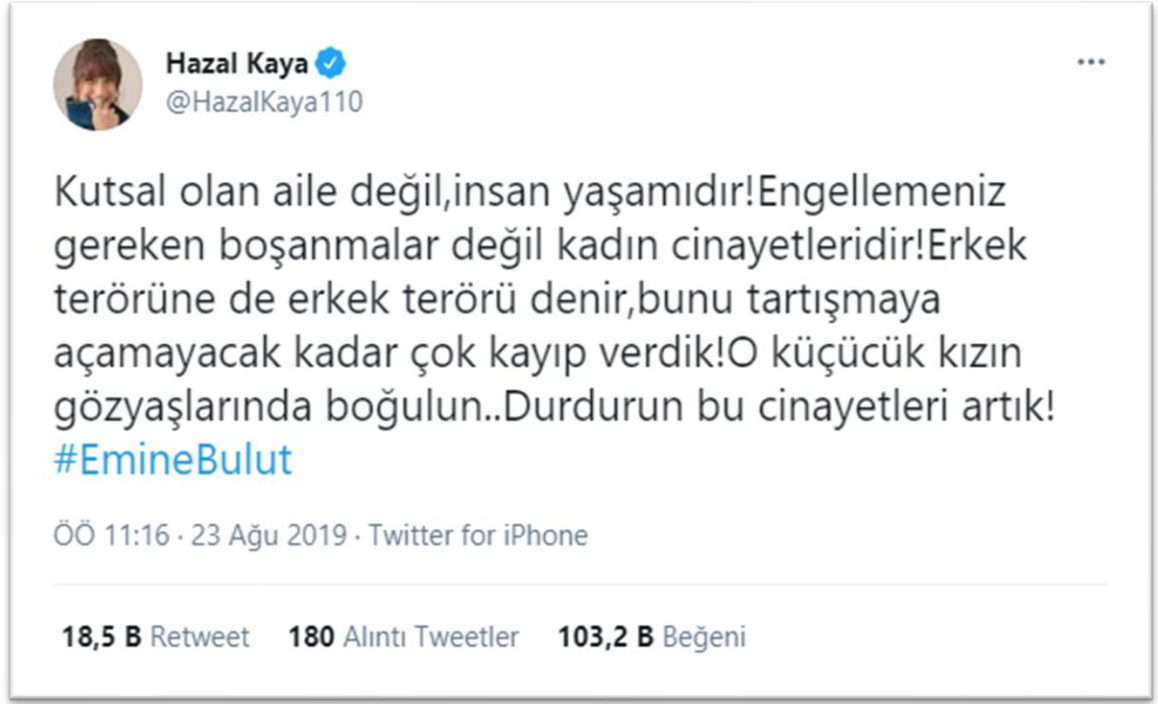 Hazal Kaya
@HazalKaya110
Kutsal olan aile değil,insan yaşamıdır!Engellemeniz
gereken boşanmalar değil kadın cinayetleridir!Erkek
terörüne de erkek terörü denir,bunu tartışmaya
açamayacak kadar çok kayıp verdik!O küçücük kızın
gözyaşlarında boğulun..Durdurun bu cinayetleri artık!
#EmineBulut
ÖÖ 11:16 · 23 Ağu 2019 · Twitter for iPhone
18,5 B Retweet 180 Alıntı Tweetler 103,2 B Beğeni